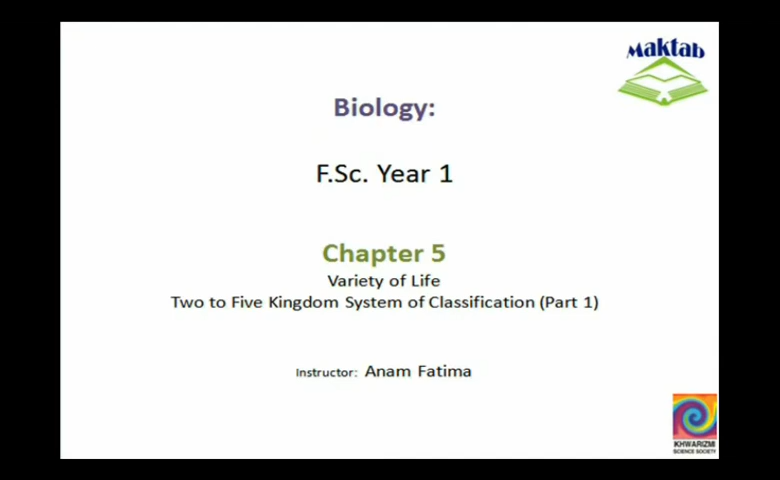 Maktab
Biology:
F.Sc. Year 1
Chapter 5
Variety of Life
Two to Five Kingdom System of Classification (Part 1)
Instructor: Anam Fatima
KHWARIZMI
SCIENCE SOCIETY